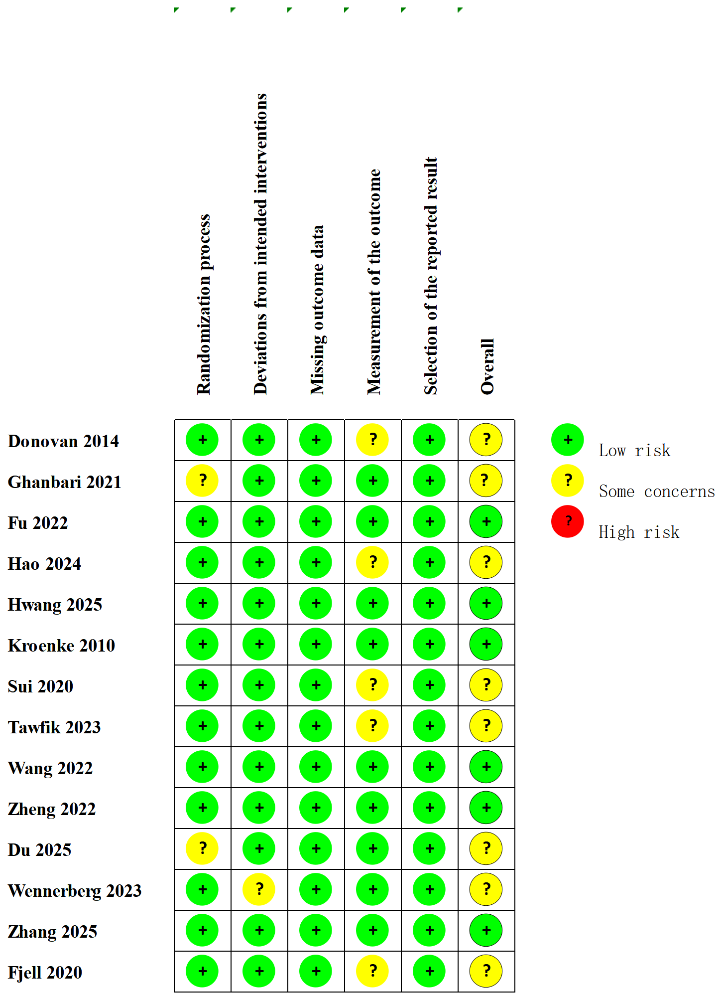 Randomization process
Deviations from intended interventions
Missing outcome data
Measurement of the outcome
Selection of the reported result
Overall
Donovan 2014 + + + ? + ?
Ghanbari 2021 ? + + + + ?
Fu 2022 + + + + + +
Hao 2024 + + + ? + ?
Hwang 2025 + + + + + +
Kroenke 2010 + + + + + +
Sui 2020 + + + ? + ?
Tawfik 2023 + + + ? + ?
Wang 2022 + + + + + +
Zheng 2022 + + + + + +
Du 2025 ? + + + + ?
Wennerberg 2023 + ? + + + ?
Zhang 2025 + + + + + +
Fjell 2020 + + + ? + ?
+ Low risk
? Some concerns
? High risk